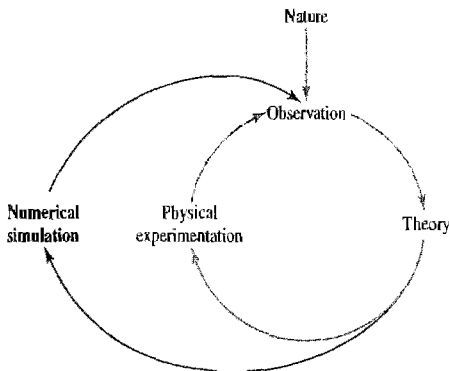 Nature
Observation
Numerical
simulation
Physical
experimentation
Theory